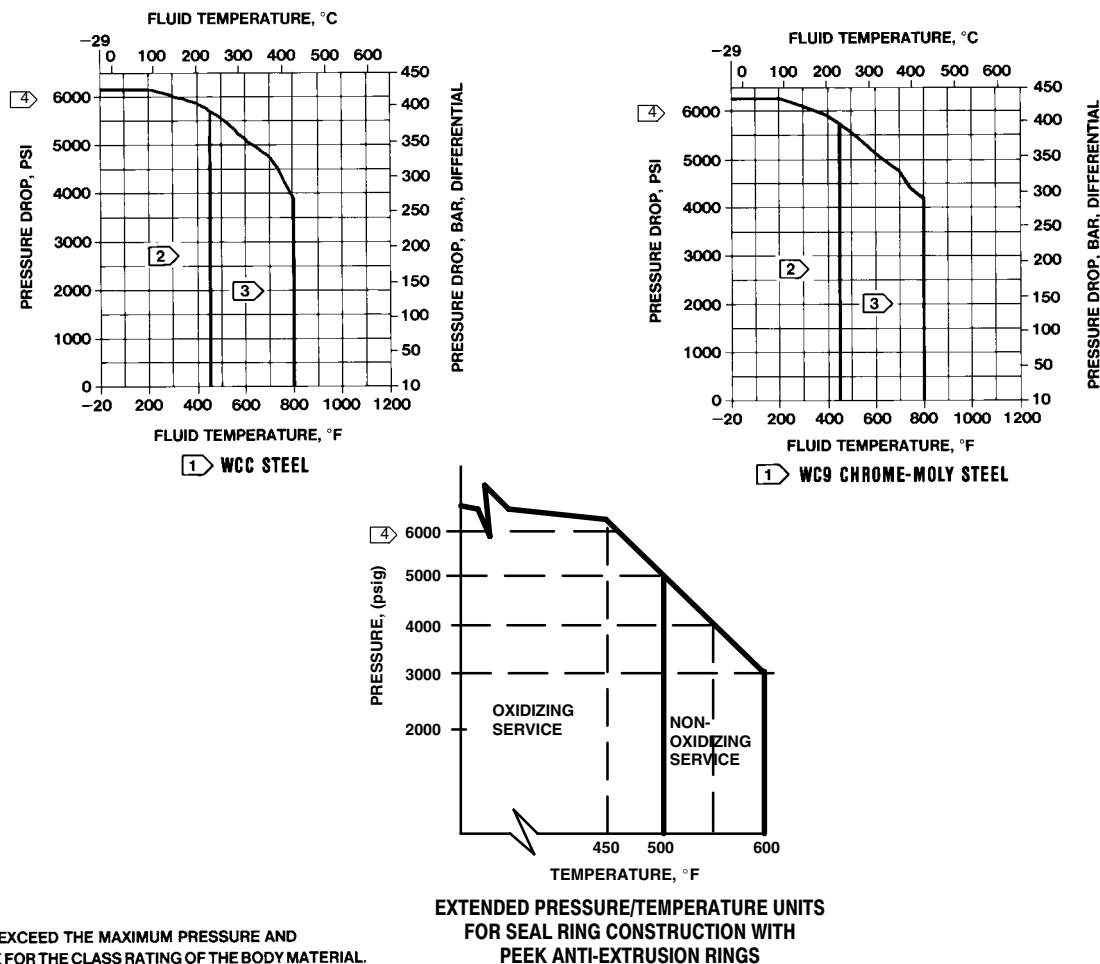 FLUID TEMPERATURE, °C
−29
0 100 200 300 400 500 600
4
PRESSURE DROP, PSI
6000
5000
4000
3000
2000
1000
0
2
3
450
400
350
300
250
200
150
100
50
10
PRESSURE DROP, BAR, DIFFERENTIAL
−20 200 400 600 800 1000 1200
FLUID TEMPERATURE, °F
1 WCC STEEL
FLUID TEMPERATURE, °C
−29
0 100 200 300 400 500 600
4
PRESSURE DROP, PSI
6000
5000
4000
3000
2000
1000
0
2
3
450
400
350
300
250
200
150
100
50
10
PRESSURE DROP, BAR, DIFFERENTIAL
−20 200 400 600 800 1000 1200
FLUID TEMPERATURE, °F
1 WC9 CHROME-MOLY STEEL
4
PRESSURE, (psig)
6000
5000
4000
3000
2000
OXIDIZING
SERVICE
NON-
OXIDIZING
SERVICE
450 500 600
TEMPERATURE, °F
EXTENDED PRESSURE/TEMPERATURE UNITS
FOR SEAL RING CONSTRUCTION WITH
PEEK ANTI-EXTRUSION RINGS
EXCEED THE MAXIMUM PRESSURE AND
FOR THE CLASS RATING OF THE BODY MATERIAL.